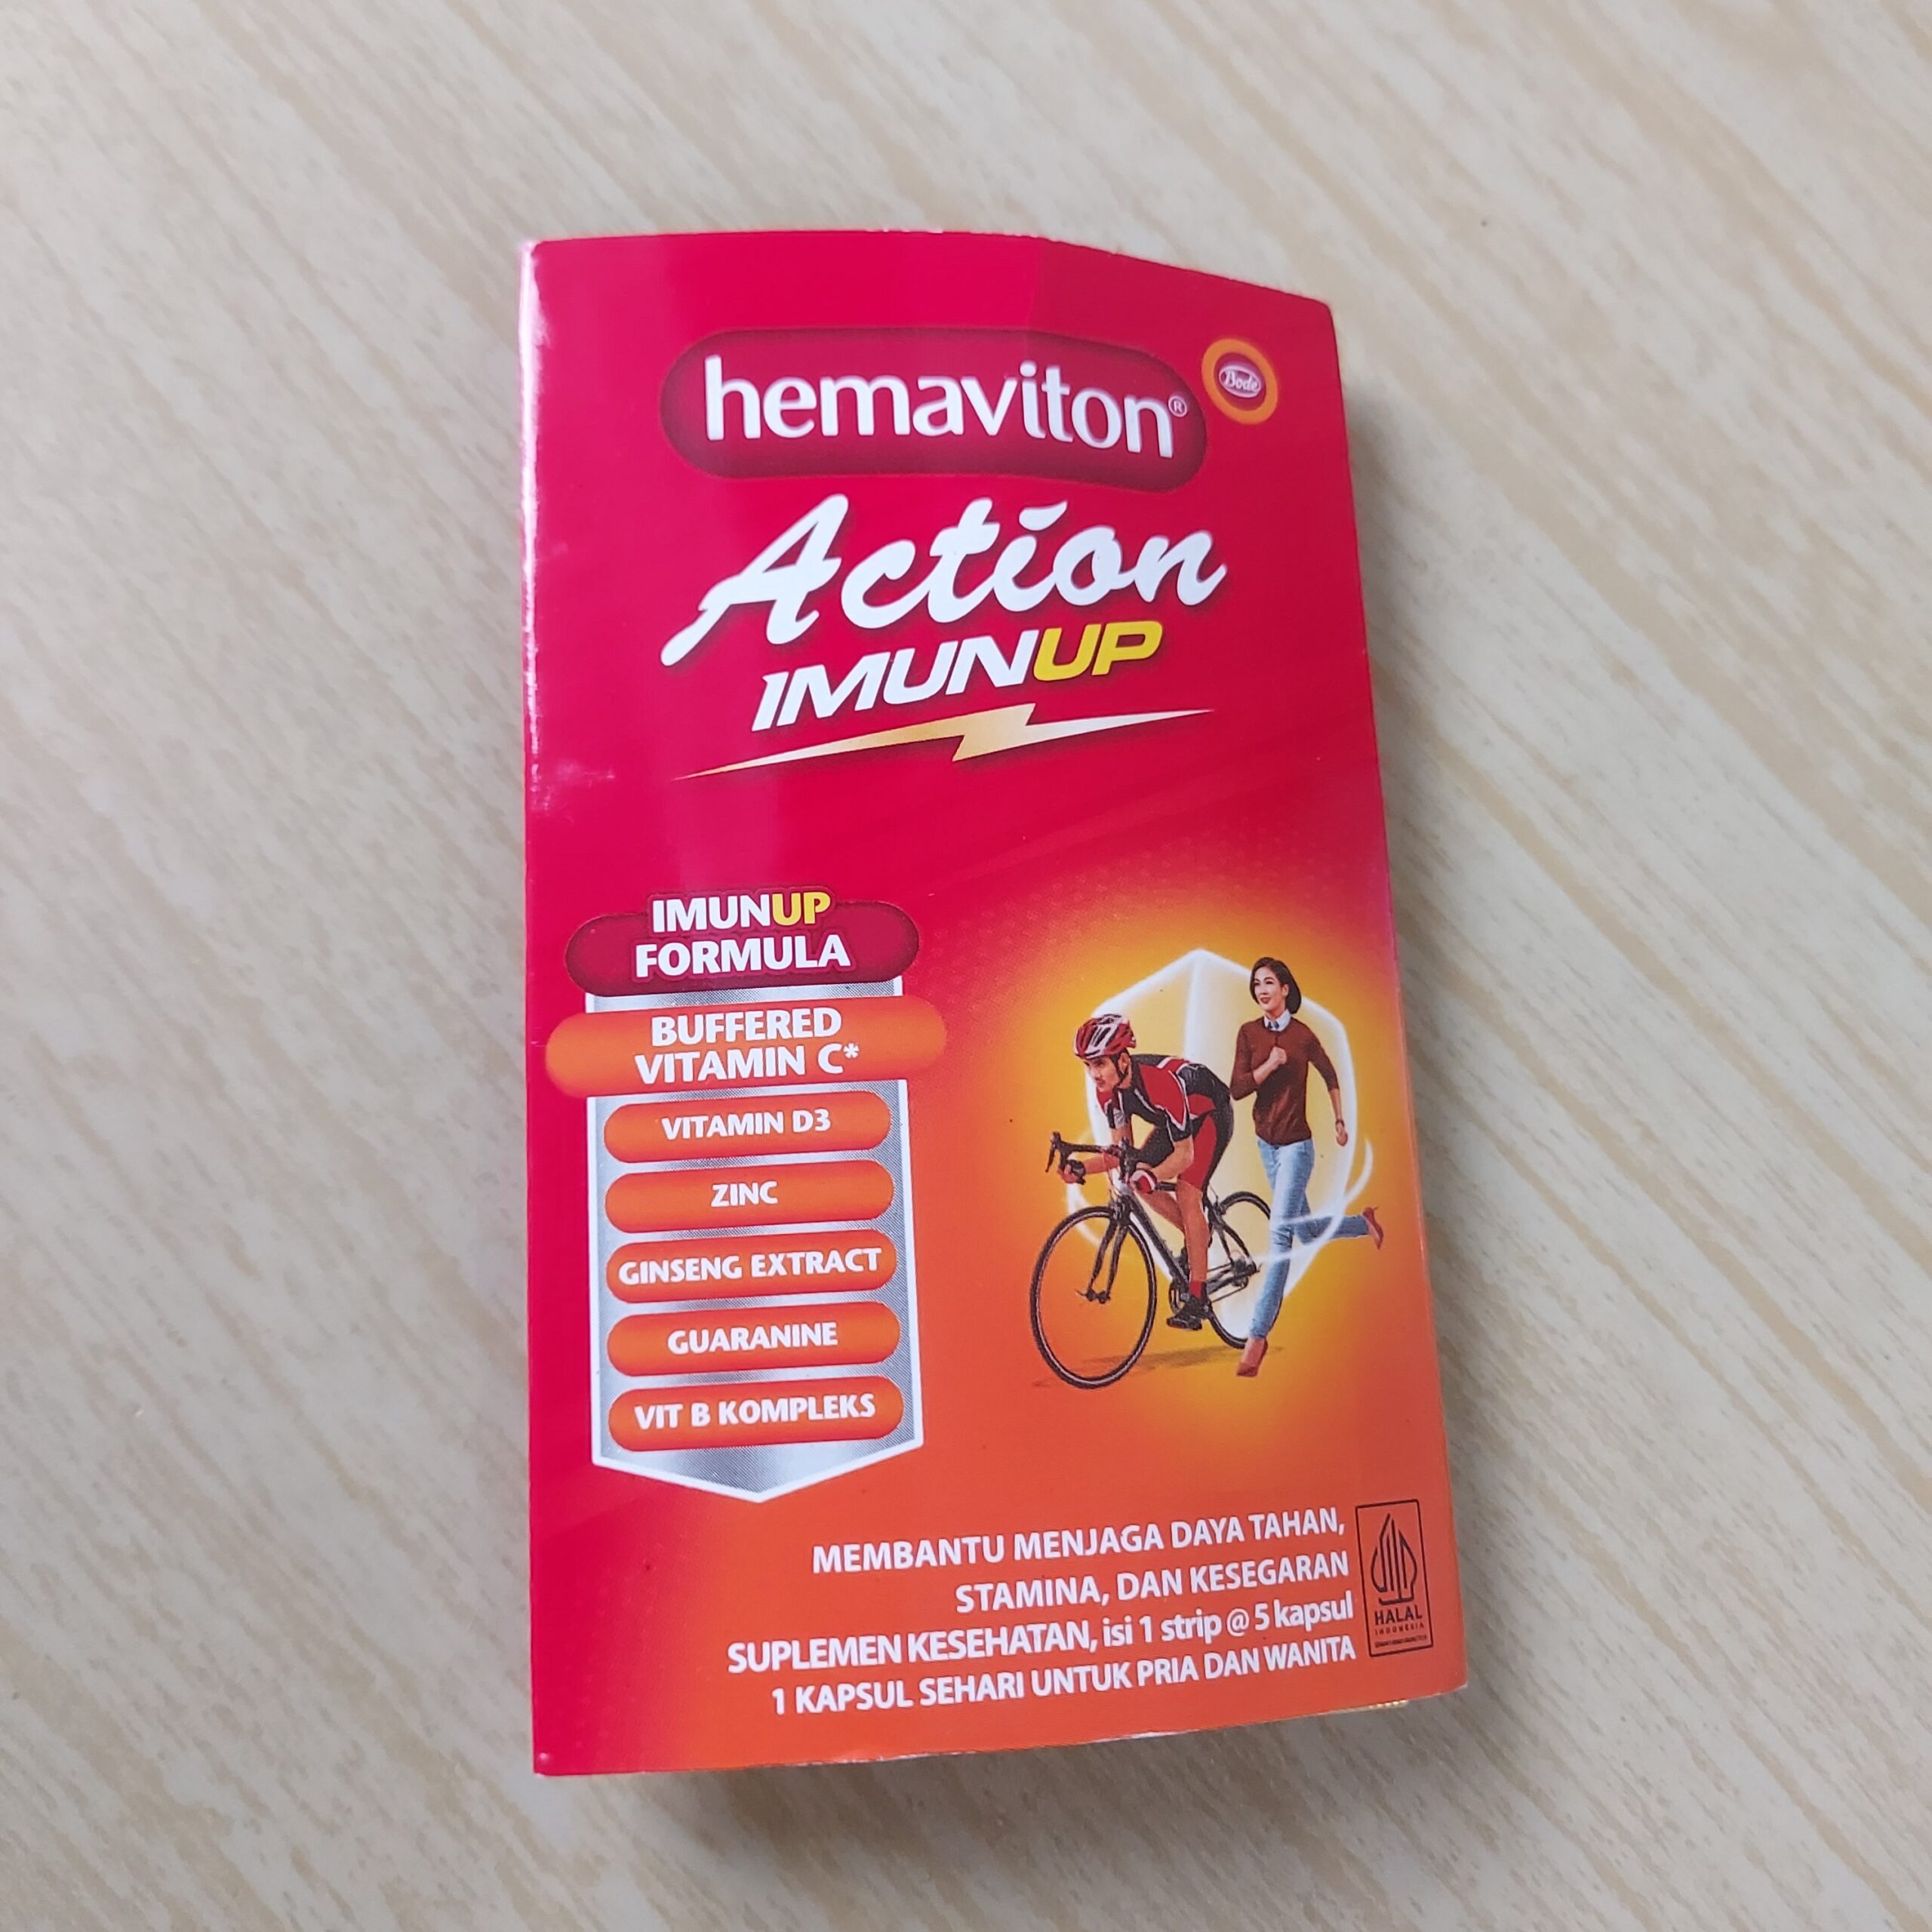 hemaviton®
Bode
Action
IMUNUP
IMUNUP
FORMULA
BUFFERED
VITAMIN C*
VITAMIN D3
ZINC
GINSENG EXTRACT
GUARANINE
VIT B KOMPLEKS
MEMBANTU MENJAGA DAYA TAHAN,
STAMINA, DAN KESEGARAN
SUPLEMEN KESEHATAN, isi 1 strip @ 5 kapsul
1 KAPSUL SEHARI UNTUK PRIA DAN WANITA
HALAL
INDONESIA